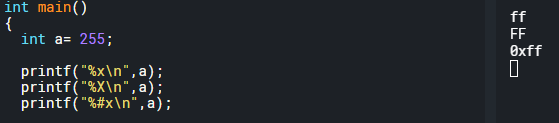 int main()
{
  int a= 255;

  printf("%x\n",a);
  printf("%X\n",a);
  printf("%#x\n",a);
ff
FF
0xff